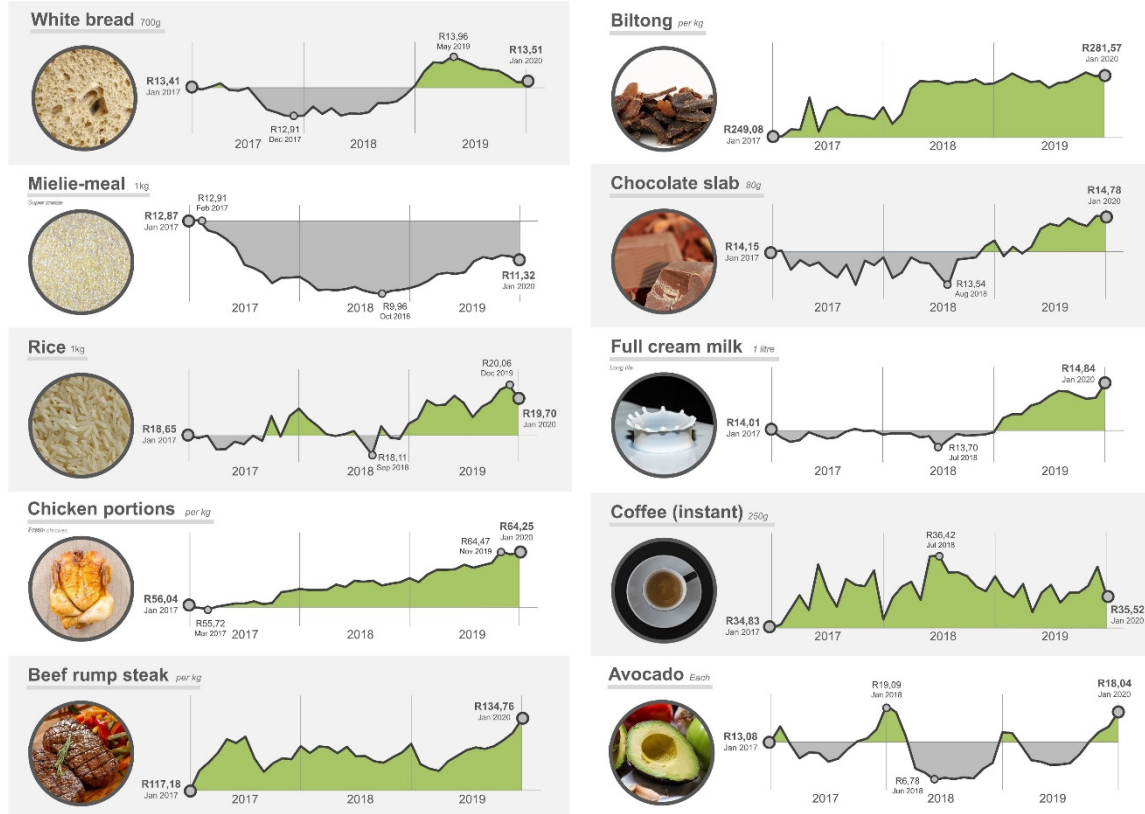 White bread 700g
R13,96
May 2019
R13,51
Jan 2020
R13,41
Jan 2017
R12,91
Dec 2017
2017 2018 2019
Mielie-meal 1kg
Super maize
R12,91
Feb 2017
R12,87
Jan 2017
R11,32
Jan 2020
R9,96
Oct 2018
2017 2018 2019
Rice 1kg
R20,06
Dec 2019
R19,70
Jan 2020
R18,65
Jan 2017
R18,11
Sep 2018
2017 2018 2019
Chicken portions per kg
R64,25
Jan 2020
R64,47
Nov 2019
R56,04
Jan 2017
R55,72
Mar 2017
2017 2018 2019
Beef rump steak per kg
R134,76
Jan 2020
R117,18
Jan 2017
2017 2018 2019
Biltong per kg
R281,57
Jan 2020
R249,08
Jan 2017
2017 2018 2019
Chocolate slab 80g
R14,78
Jan 2020
R14,15
Jan 2017
R13,54
Aug 2018
2017 2018 2019
Full cream milk 1 litre
Long life
R14,84
Jan 2020
R14,01
Jan 2017
R13,70
Jul 2018
2017 2018 2019
Coffee (instant) 250g
R36,42
Jul 2018
R34,83
Jan 2017
R35,52
Jan 2020
2017 2018 2019
Avocado Each
R19,09
Jan 2018
R18,04
Jan 2020
R13,08
Jan 2017
R6,78
Jun 2018
2017 2018 2019